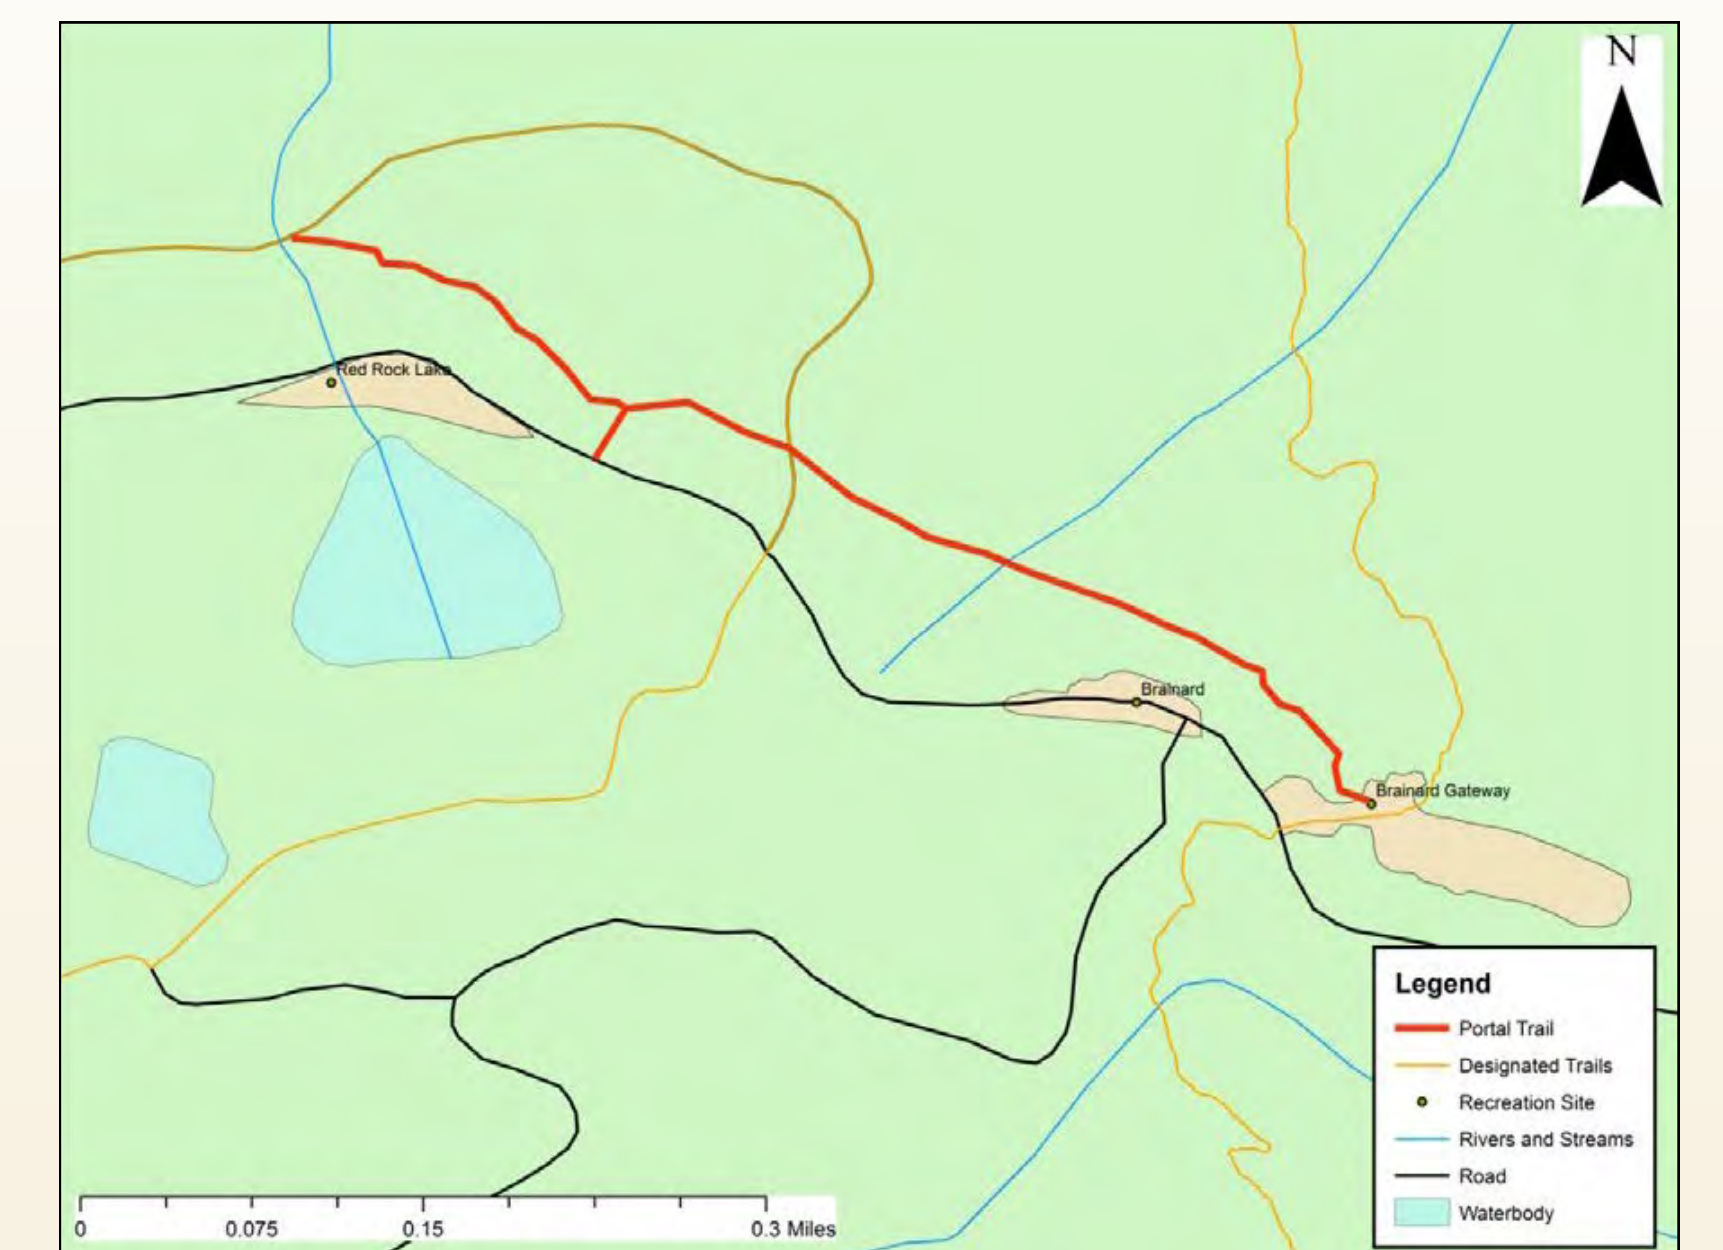 N
Red Rock Lake
Brainard
Brainard Gateway
Legend
Portal Trail
Designated Trails
Recreation Site
Rivers and Streams
Road
Waterbody
0 0.075 0.15 0.3 Miles